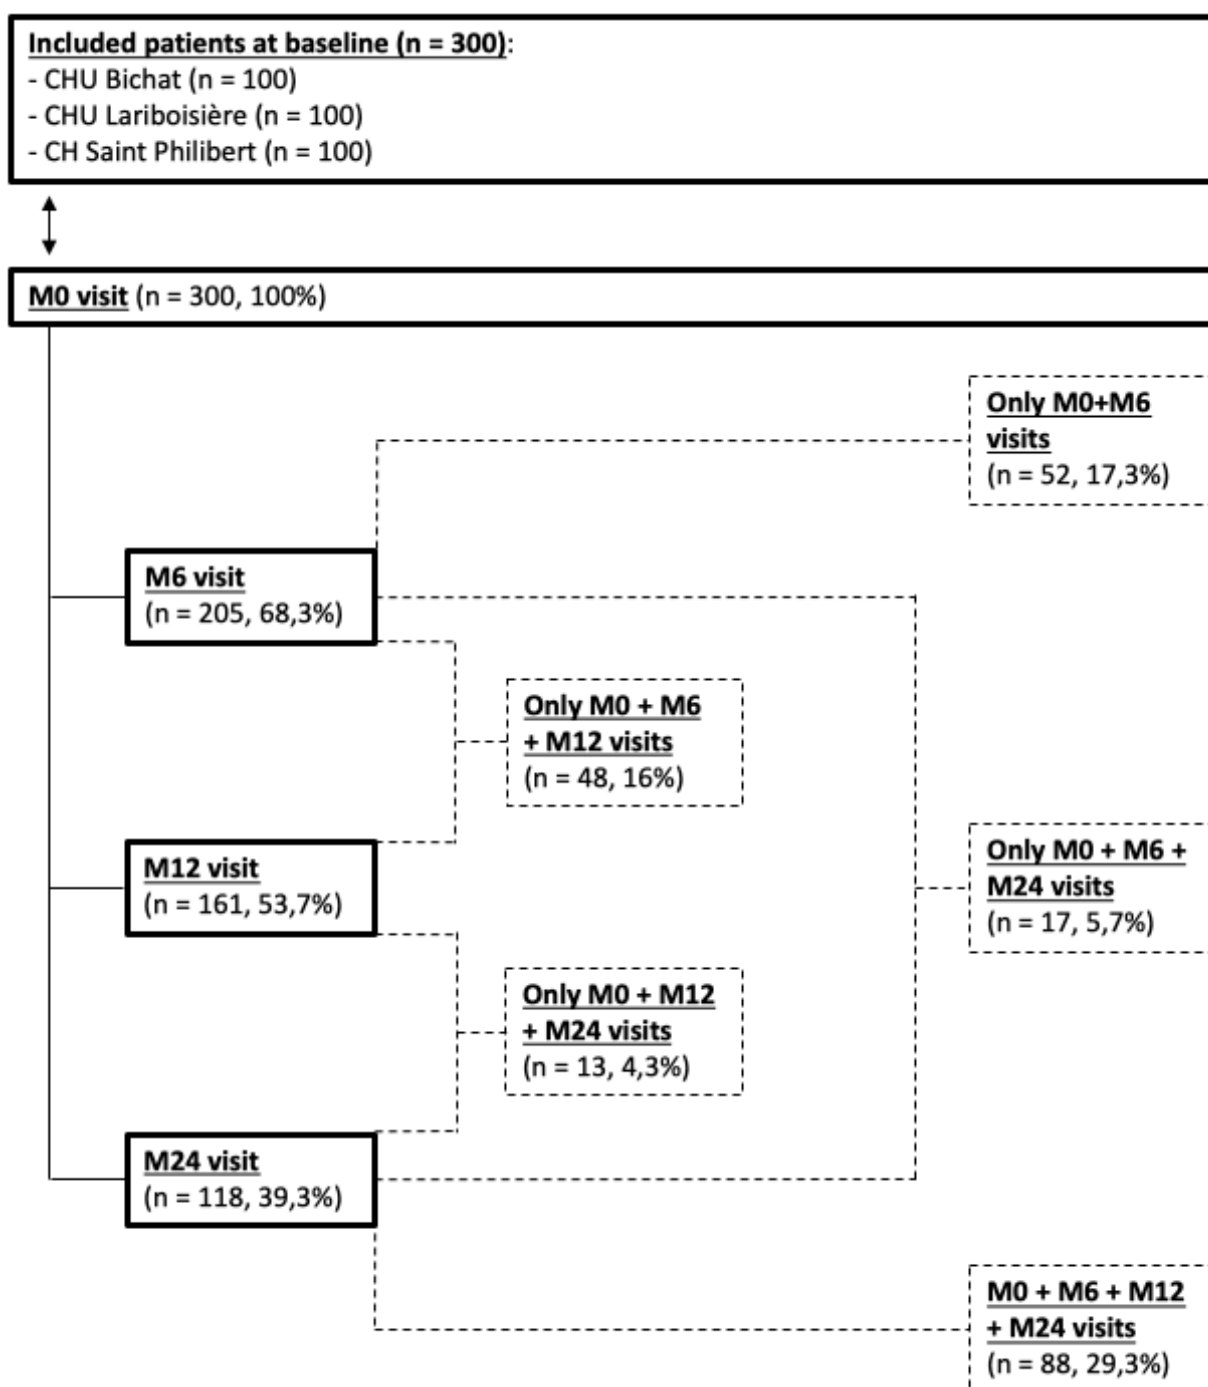 Included patients at baseline (n = 300):
- CHU Bichat (n = 100)
- CHU Lariboisière (n = 100)
- CH Saint Philibert (n = 100)
M0 visit (n = 300, 100%)
Only M0+M6
visits
(n = 52, 17,3%)
M6 visit
(n = 205, 68,3%)
Only M0 + M6
+ M12 visits
(n = 48, 16%)
M12 visit
(n = 161, 53,7%)
Only M0 + M6 +
M24 visits
(n = 17, 5,7%)
Only M0 + M12
+ M24 visits
(n = 13, 4,3%)
M24 visit
(n = 118, 39,3%)
M0 + M6 + M12
+ M24 visits
(n = 88, 29,3%)